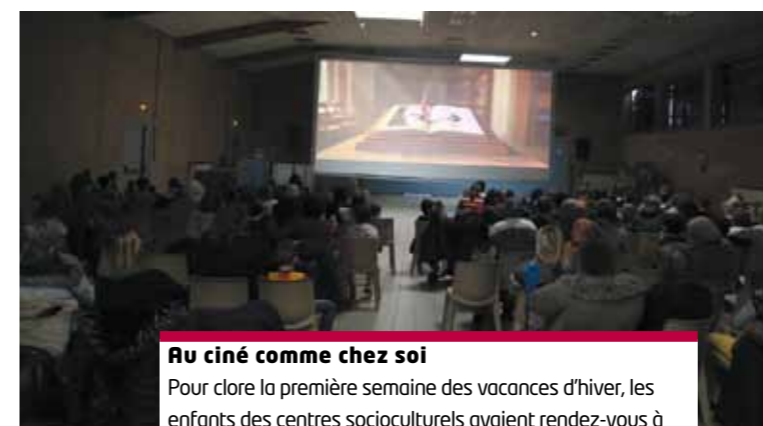 Au ciné comme chez soi
Pour clore la première semaine des vacances d'hiver, les
enfants des centres socioculturels avaient rendez-vous à